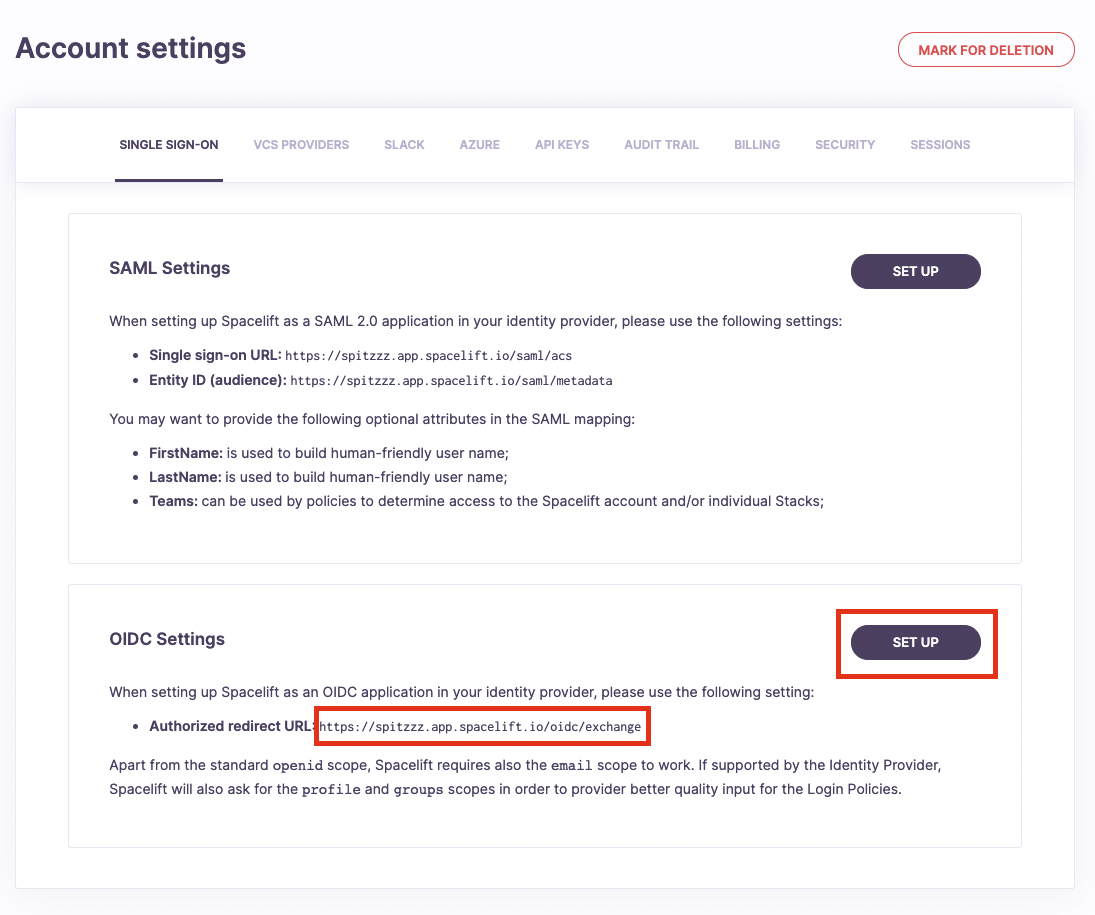 Account settings
MARK FOR DELETION
SINGLE SIGN-ON VCS PROVIDERS SLACK AZURE API KEYS AUDIT TRAIL BILLING SECURITY SESSIONS
SAML Settings
SET UP
When setting up Spacelift as a SAML 2.0 application in your identity provider, please use the following settings:
• Single sign-on URL: https://spitzzz.app.spacelift.io/saml/acs
• Entity ID (audience): https://spitzzz.app.spacelift.io/saml/metadata
You may want to provide the following optional attributes in the SAML mapping:
• FirstName: is used to build human-friendly user name;
• LastName: is used to build human-friendly user name;
• Teams: can be used by policies to determine access to the Spacelift account and/or individual Stacks;
OIDC Settings
SET UP
When setting up Spacelift as an OIDC application in your identity provider, please use the following setting:
• Authorized redirect URL: https://spitzzz.app.spacelift.io/oidc/exchange
Apart from the standard openid scope, Spacelift requires also the email scope to work. If supported by the Identity Provider,
Spacelift will also ask for the profile and groups scopes in order to provider better quality input for the Login Policies.